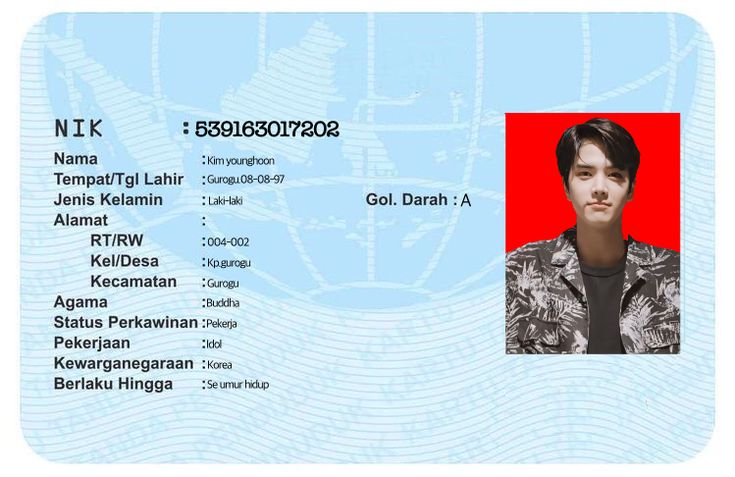 NIK : 539163017202
Nama : Kim younghoon
Tempat/Tgl Lahir : Gurogu.08-08-97
Jenis Kelamin : Laki-laki Gol. Darah : A
Alamat :
RT/RW : 004-002
Kel/Desa : Kp.gurogu
Kecamatan : Gurogu
Agama : Buddha
Status Perkawinan : Pekerja
Pekerjaan : Idol
Kewarganegaraan : Korea
Berlaku Hingga : Se umur hidup